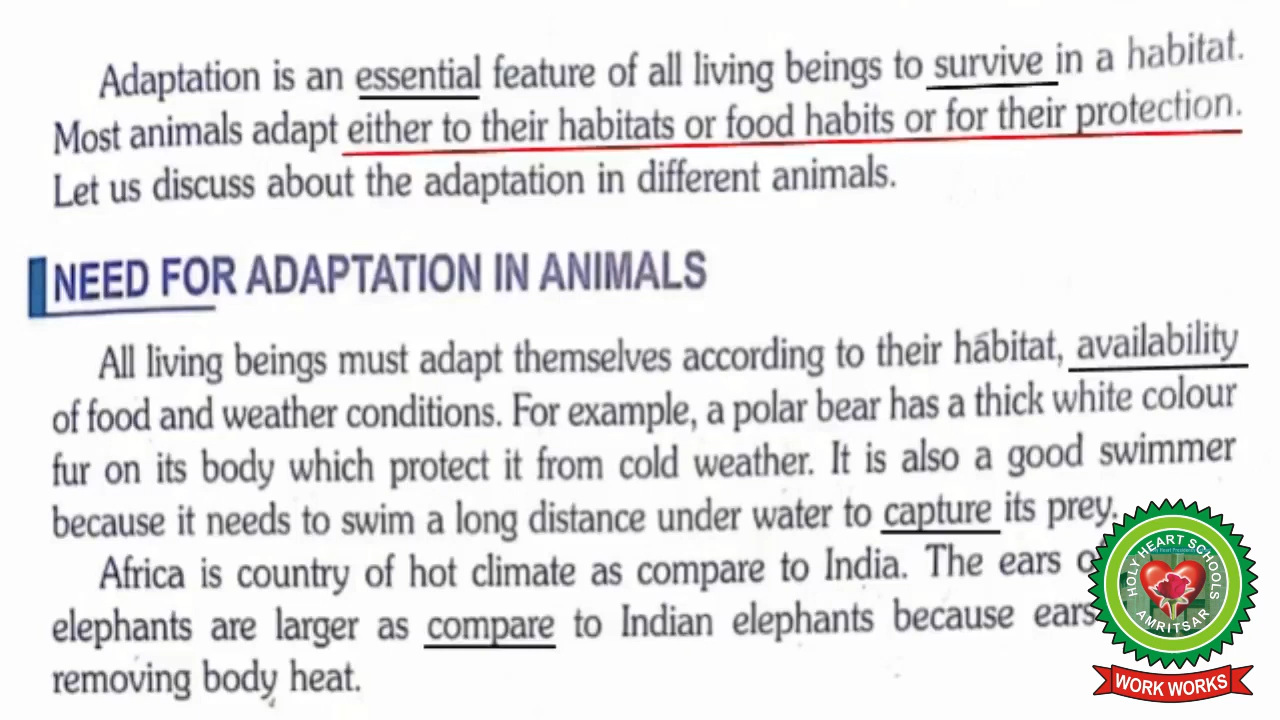 Adaptation is an essential feature of all living beings to survive in a habitat.
Most animals adapt either to their habitats or food habits or for their protection.
Let us discuss about the adaptation in different animals.
NEED FOR ADAPTATION IN ANIMALS
All living beings must adapt themselves according to their habitat, availability
of food and weather conditions. For example, a polar bear has a thick white colour
fur on its body which protect it from cold weather. It is also a good swimmer
because it needs to swim a long distance under water to capture its prey.
Africa is country of hot climate as compare to India. The ears
elephants are larger as compare to Indian elephants because ears
removing body heat.
HOLY HEART SCHOOLS
AMRITSAR
WORK WORKS